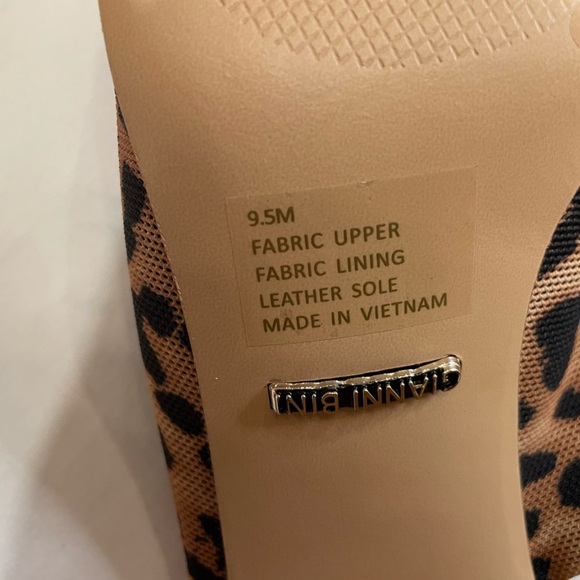 9.5M
FABRIC UPPER
FABRIC LINING
LEATHER SOLE
MADE IN VIETNAM
GIANNI BINI